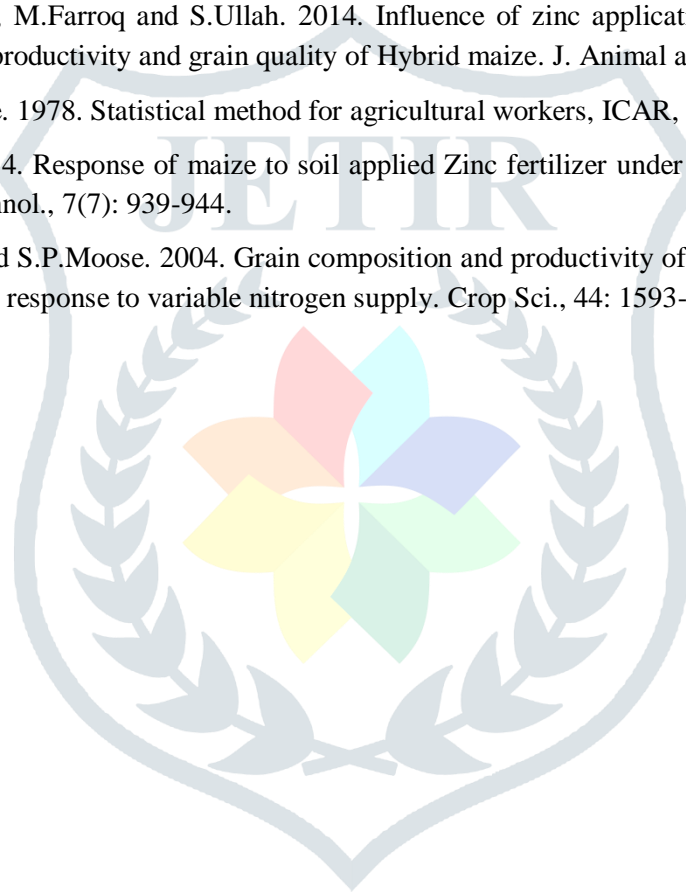 , M.Farroq and S.Ullah. 2014. Influence of zinc applicat
productivity and grain quality of Hybrid maize. J. Animal a
e. 1978. Statistical method for agricultural workers, ICAR,
4. Response of maize to soil applied Zinc fertilizer under
nnol., 7(7): 939-944.
d S.P.Moose. 2004. Grain composition and productivity of
response to variable nitrogen supply. Crop Sci., 44: 1593-
JETIR